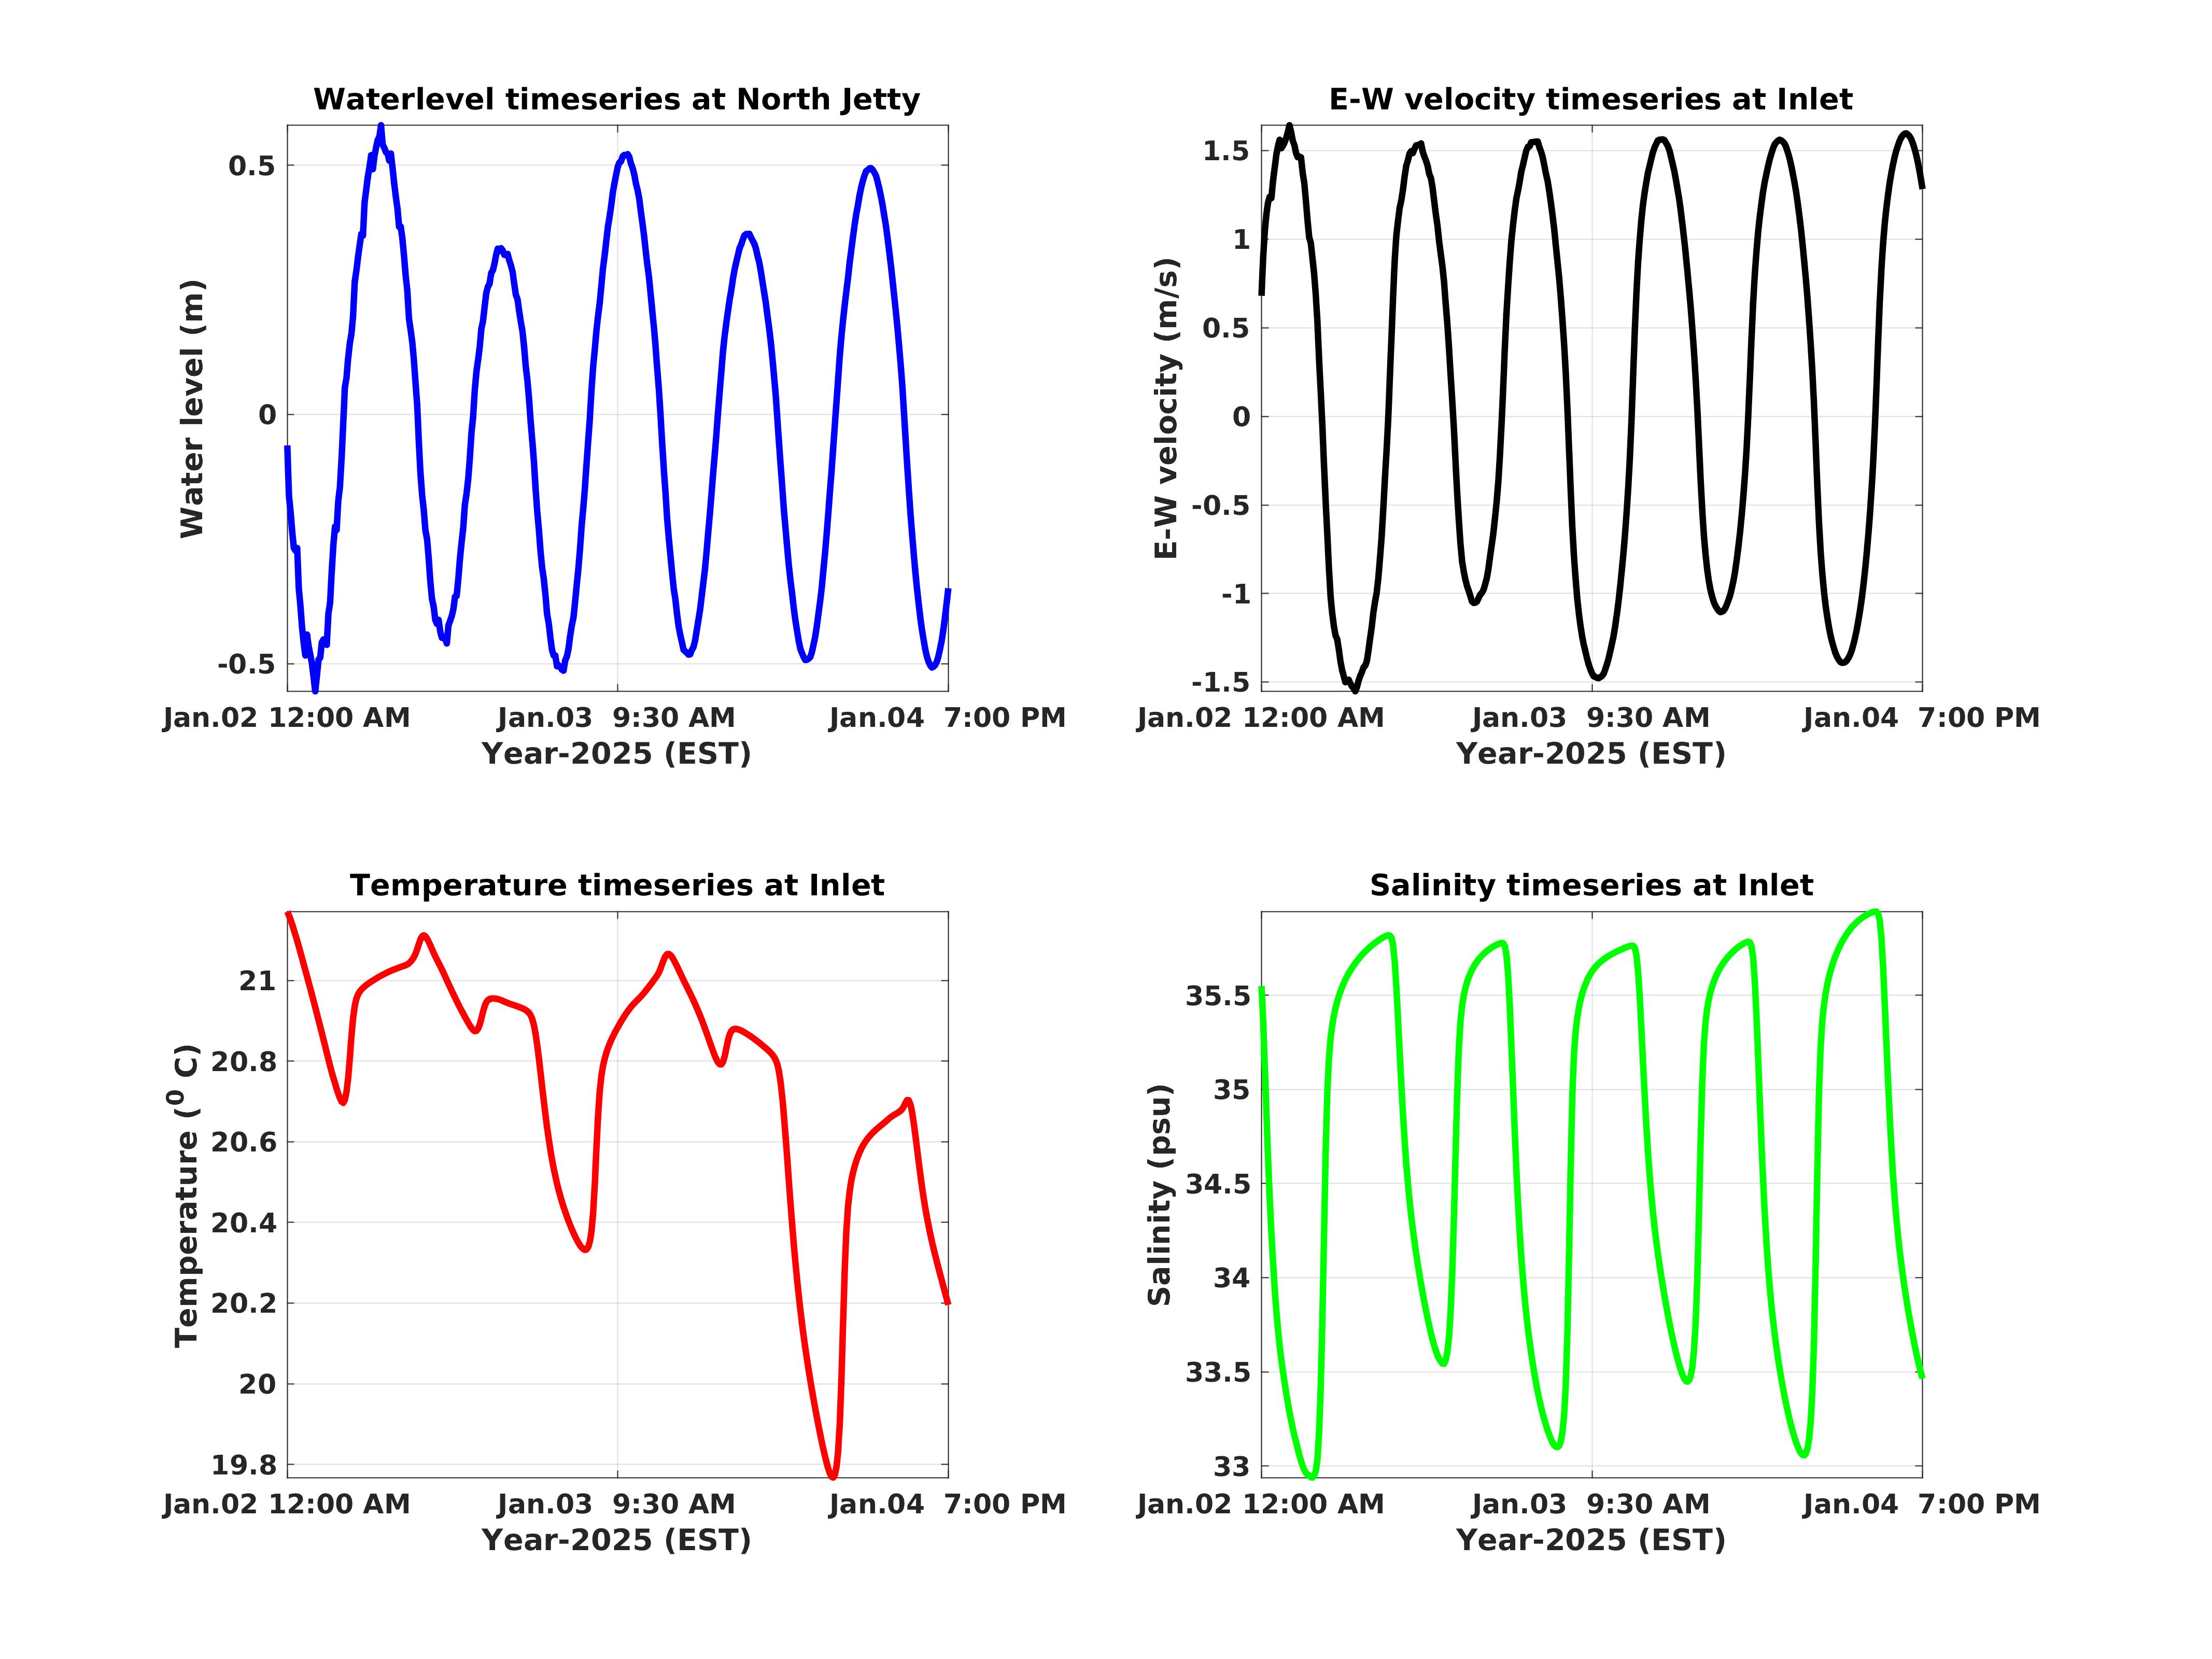 Waterlevel timeseries at North Jetty
Water level (m)
0.5
0
-0.5
Jan.02 12:00 AM Jan.03  9:30 AM Jan.04  7:00 PM
Year-2025 (EST)
E-W velocity timeseries at Inlet
E-W velocity (m/s)
1.5
1
0.5
0
-0.5
-1
-1.5
Jan.02 12:00 AM Jan.03  9:30 AM Jan.04  7:00 PM
Year-2025 (EST)
Temperature timeseries at Inlet
Temperature (⁰ C)
21
20.8
20.6
20.4
20.2
20
19.8
Jan.02 12:00 AM Jan.03  9:30 AM Jan.04  7:00 PM
Year-2025 (EST)
Salinity timeseries at Inlet
Salinity (psu)
35.5
35
34.5
34
33.5
33
Jan.02 12:00 AM Jan.03  9:30 AM Jan.04  7:00 PM
Year-2025 (EST)